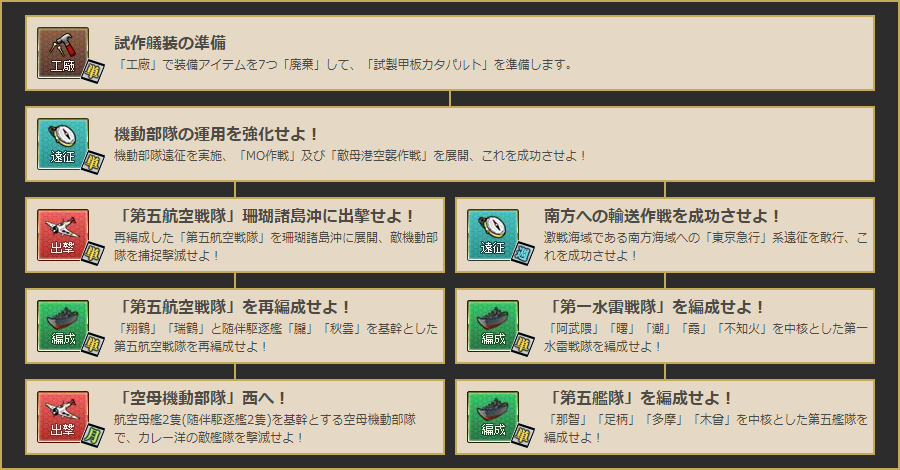 試作艤装の準備
「工廠」で装備アイテムを7つ「廃棄」して、「試製甲板カタパルト」を準備します。
工廠
単
機動部隊の運用を強化せよ！
機動部隊遠征を実施、「MO作戦」及び「敵母港空襲作戦」を展開、これを成功させよ！
遠征
単
「第五航空戦隊」珊瑚諸島沖に出撃せよ！
再編成した「第五航空戦隊」を珊瑚諸島沖に展開、敵機動部
隊を捕捉撃滅せよ！
出撃
単
南方への輸送作戦を成功させよ！
激戦海域である南方海域への「東京急行」系遠征を敢行、こ
れを成功させよ！
遠征
週
「第五航空戦隊」を再編成せよ！
「翔鶴」「瑞鶴」と随伴駆逐艦「朧」「秋雲」を基幹とした
第五航空戦隊を再編成せよ！
編成
単
「第一水雷戦隊」を編成せよ！
「阿武隈」「曙」「潮」「霞」「不知火」を中核とした第一
水雷戦隊を編成せよ！
編成
単
「空母機動部隊」西へ！
航空母艦2隻(随伴駆逐艦2隻)を基幹とする空母機動部隊
で、カレー洋の敵艦隊を撃滅せよ！
出撃
月
「第五艦隊」を編成せよ！
「那智」「足柄」「多摩」「木曾」を中核とした第五艦隊を
編成せよ！
編成
単